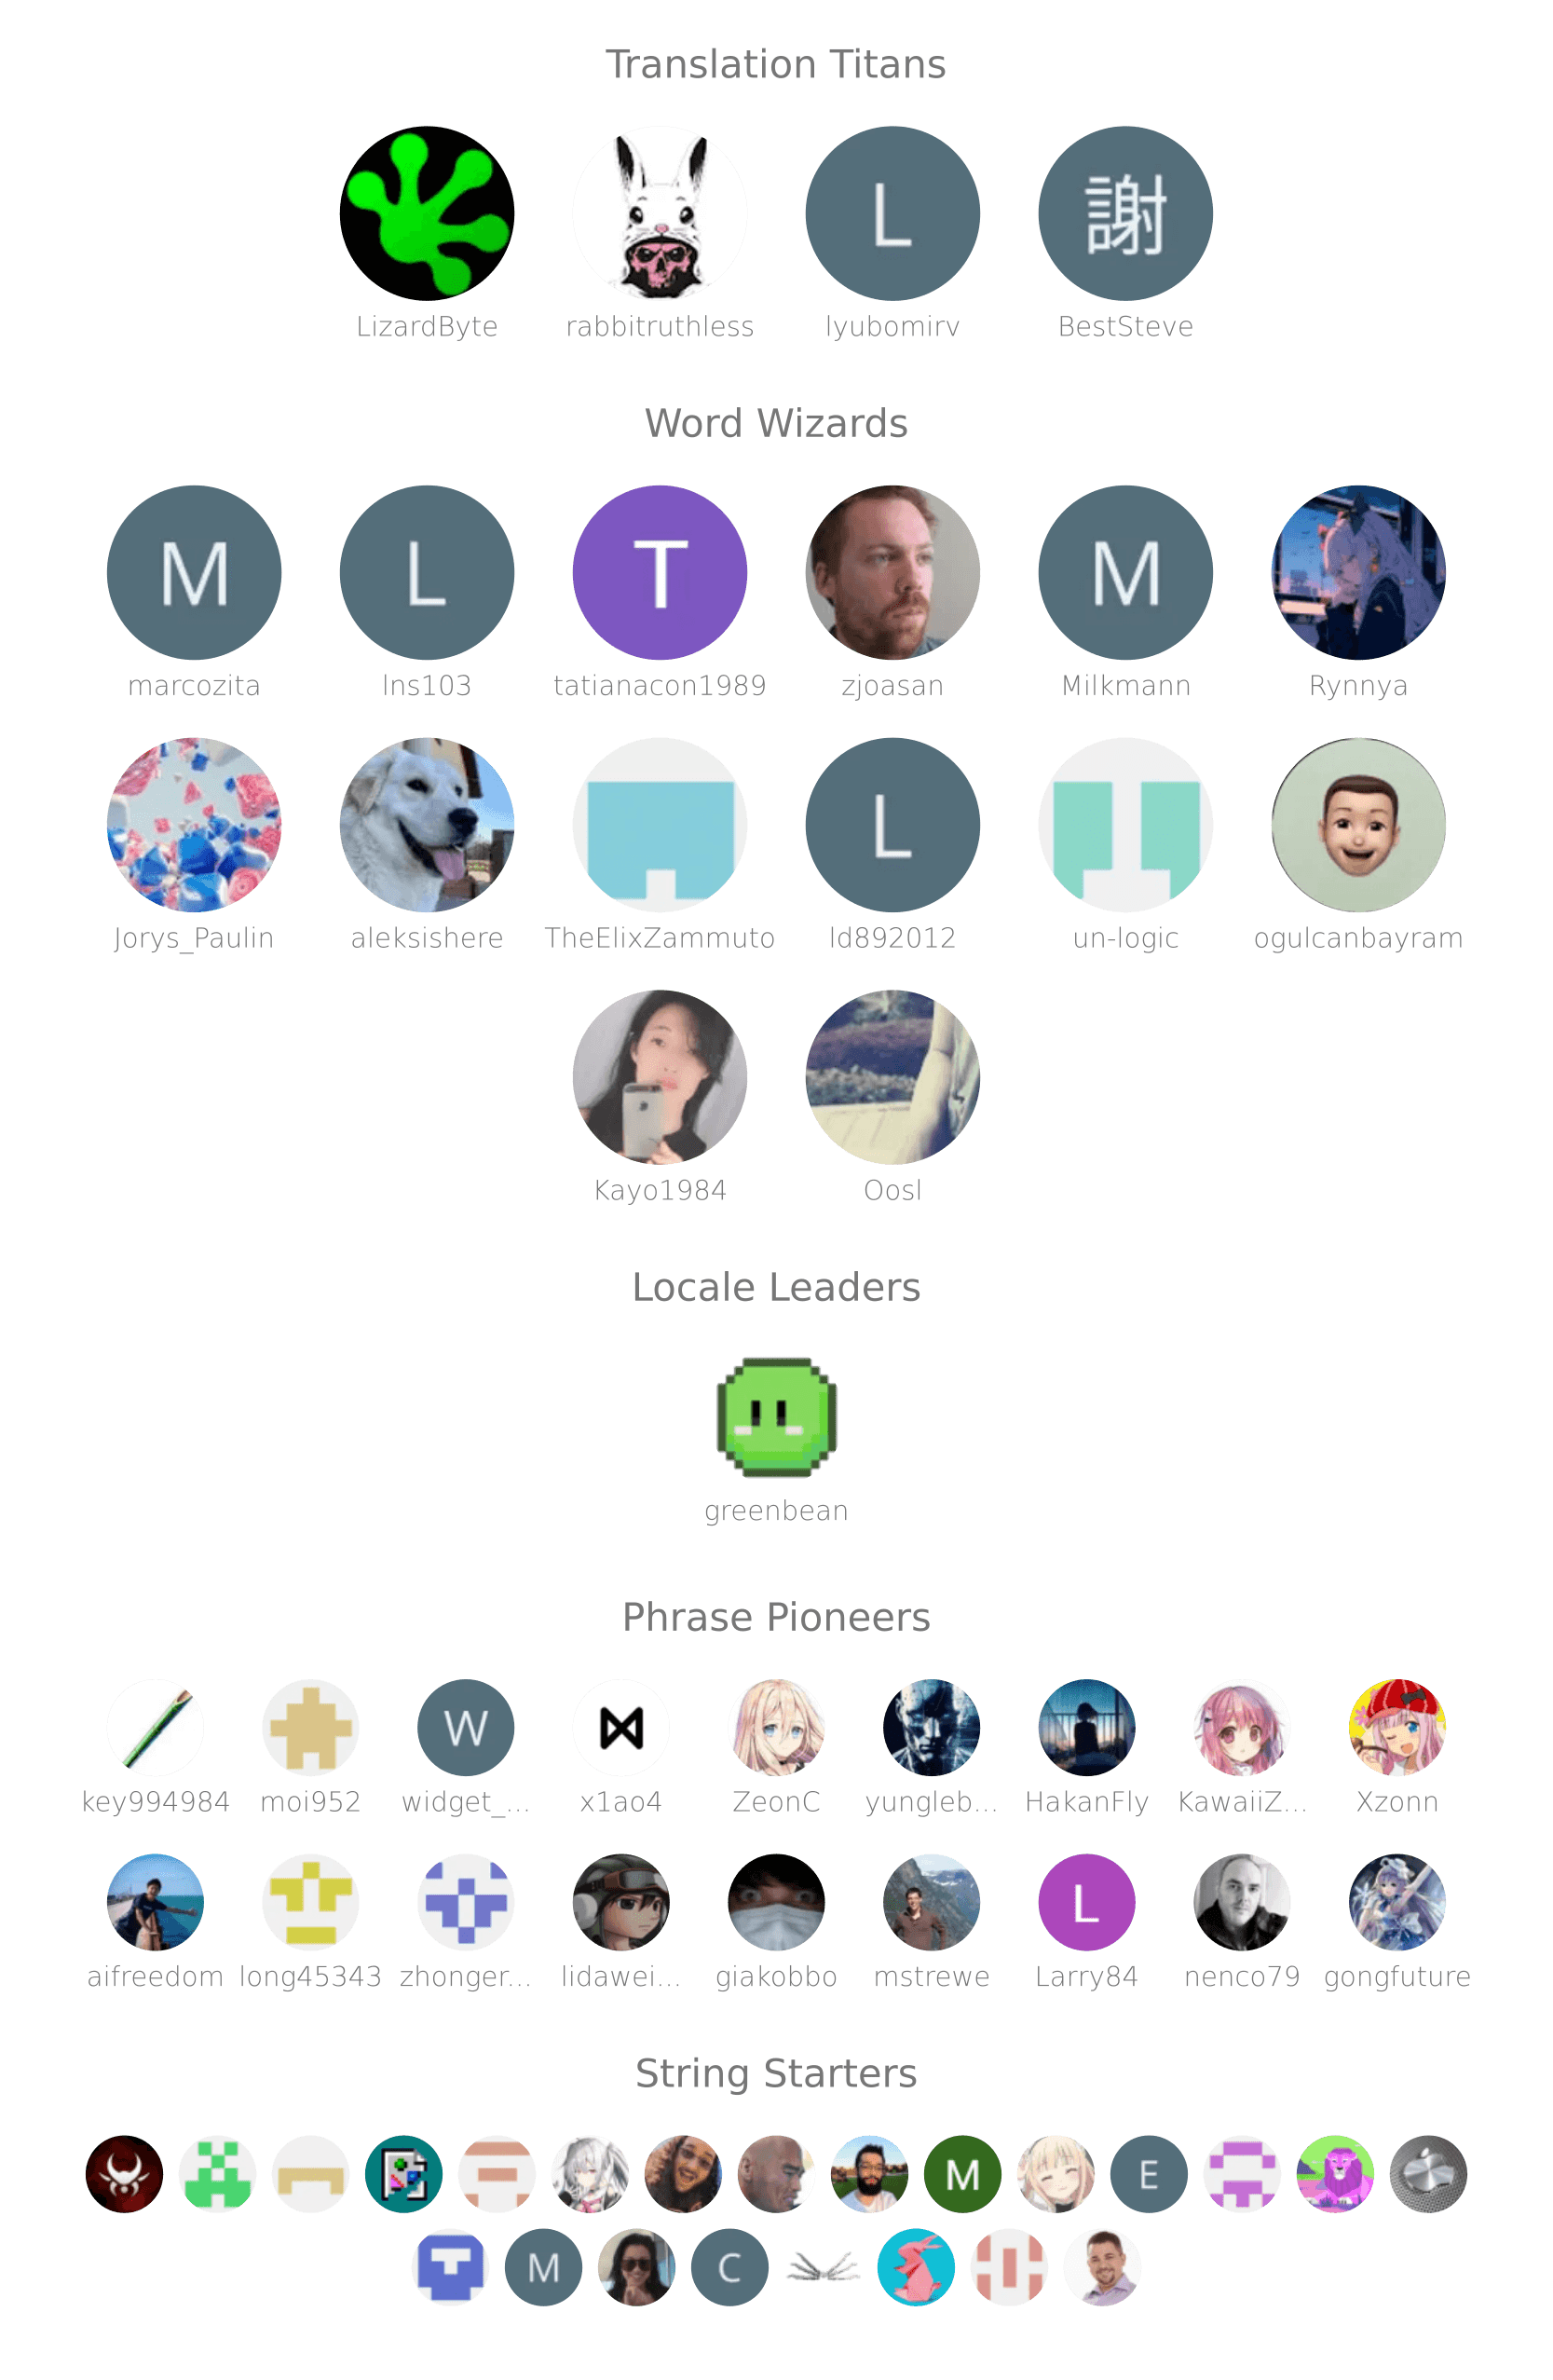 Translation Titans
L 謝
LizardByte rabbitruthless lyubomirv BestSteve
Word Wizards
M L T M
marcozita lns103 tatianacon1989 zjoasan Milkmann Rynnya
L
Jorys_Paulin aleksishere TheElixZammuto ld892012 un-logic ogulcanbayram
Kayo1984 Oosl
Locale Leaders
greenbean
Phrase Pioneers
W
key994984 moi952 widget_... x1ao4 ZeonC yungleb... HakanFly KawaiiZ... Xzonn
L
aifreedom long45343 zhonger... lidawei... giakobbo mstrewe Larry84 nenco79 gongfuture
String Starters
M E
M C